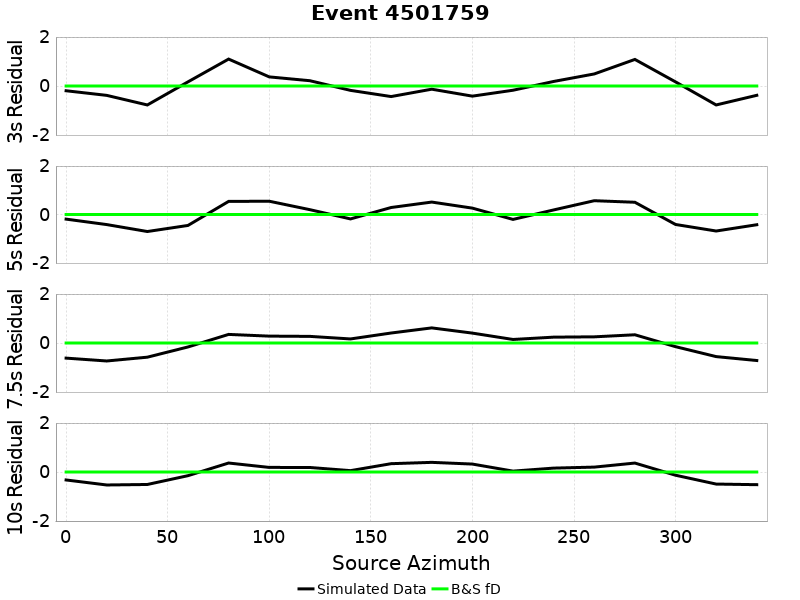 Event 4501759
3s Residual
2
0
-2
5s Residual
2
0
-2
7.5s Residual
2
0
-2
10s Residual
2
0
-2
0 50 100 150 200 250 300
Source Azimuth
Simulated Data B&S fD